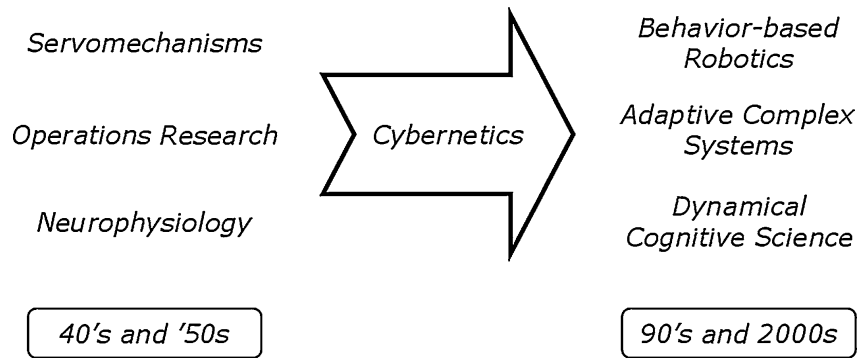 Servomechanisms
Operations Research
Neurophysiology
40's and '50s
Cybernetics
Behavior-based
Robotics
Adaptive Complex
Systems
Dynamical
Cognitive Science
90's and 2000s